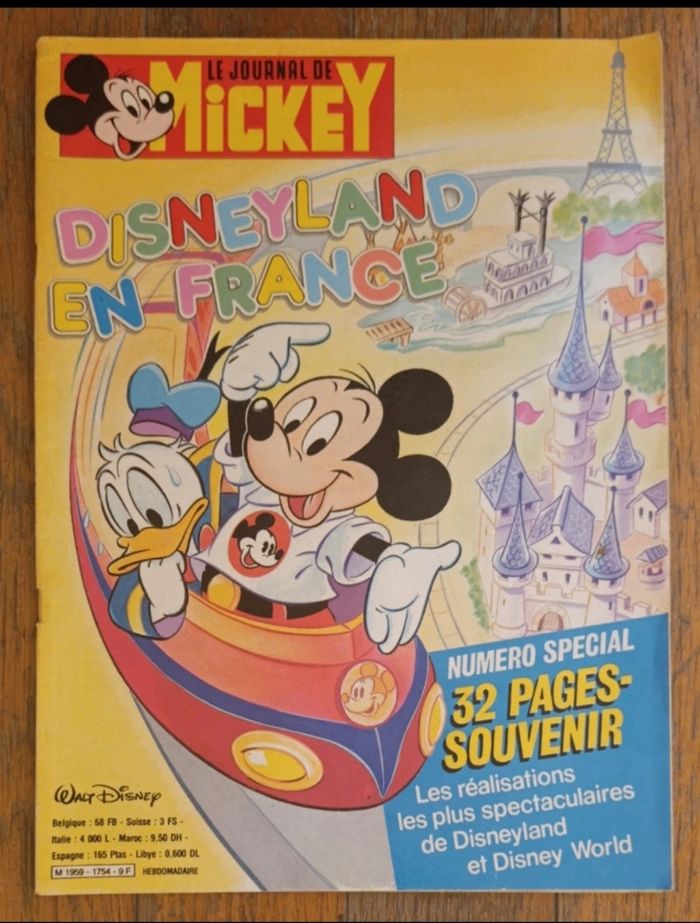 LE JOURNAL DE
MiCKEY
DISNEYLAND
EN FRANCE
NUMERO SPECIAL
32 PAGES-
SOUVENIR
Les réalisations
les plus spectaculaires
de Disneyland
et Disney World
WALT DISNEY
Belgique : 68 FB - Suisse : 3 FS -
Italie : 4 000 L - Maroc : 9,50 DH -
Espagne : 165 Ptas - Libye : 0,600 DL
M 1959 - 1754 - 9 F HEBDOMADAIRE